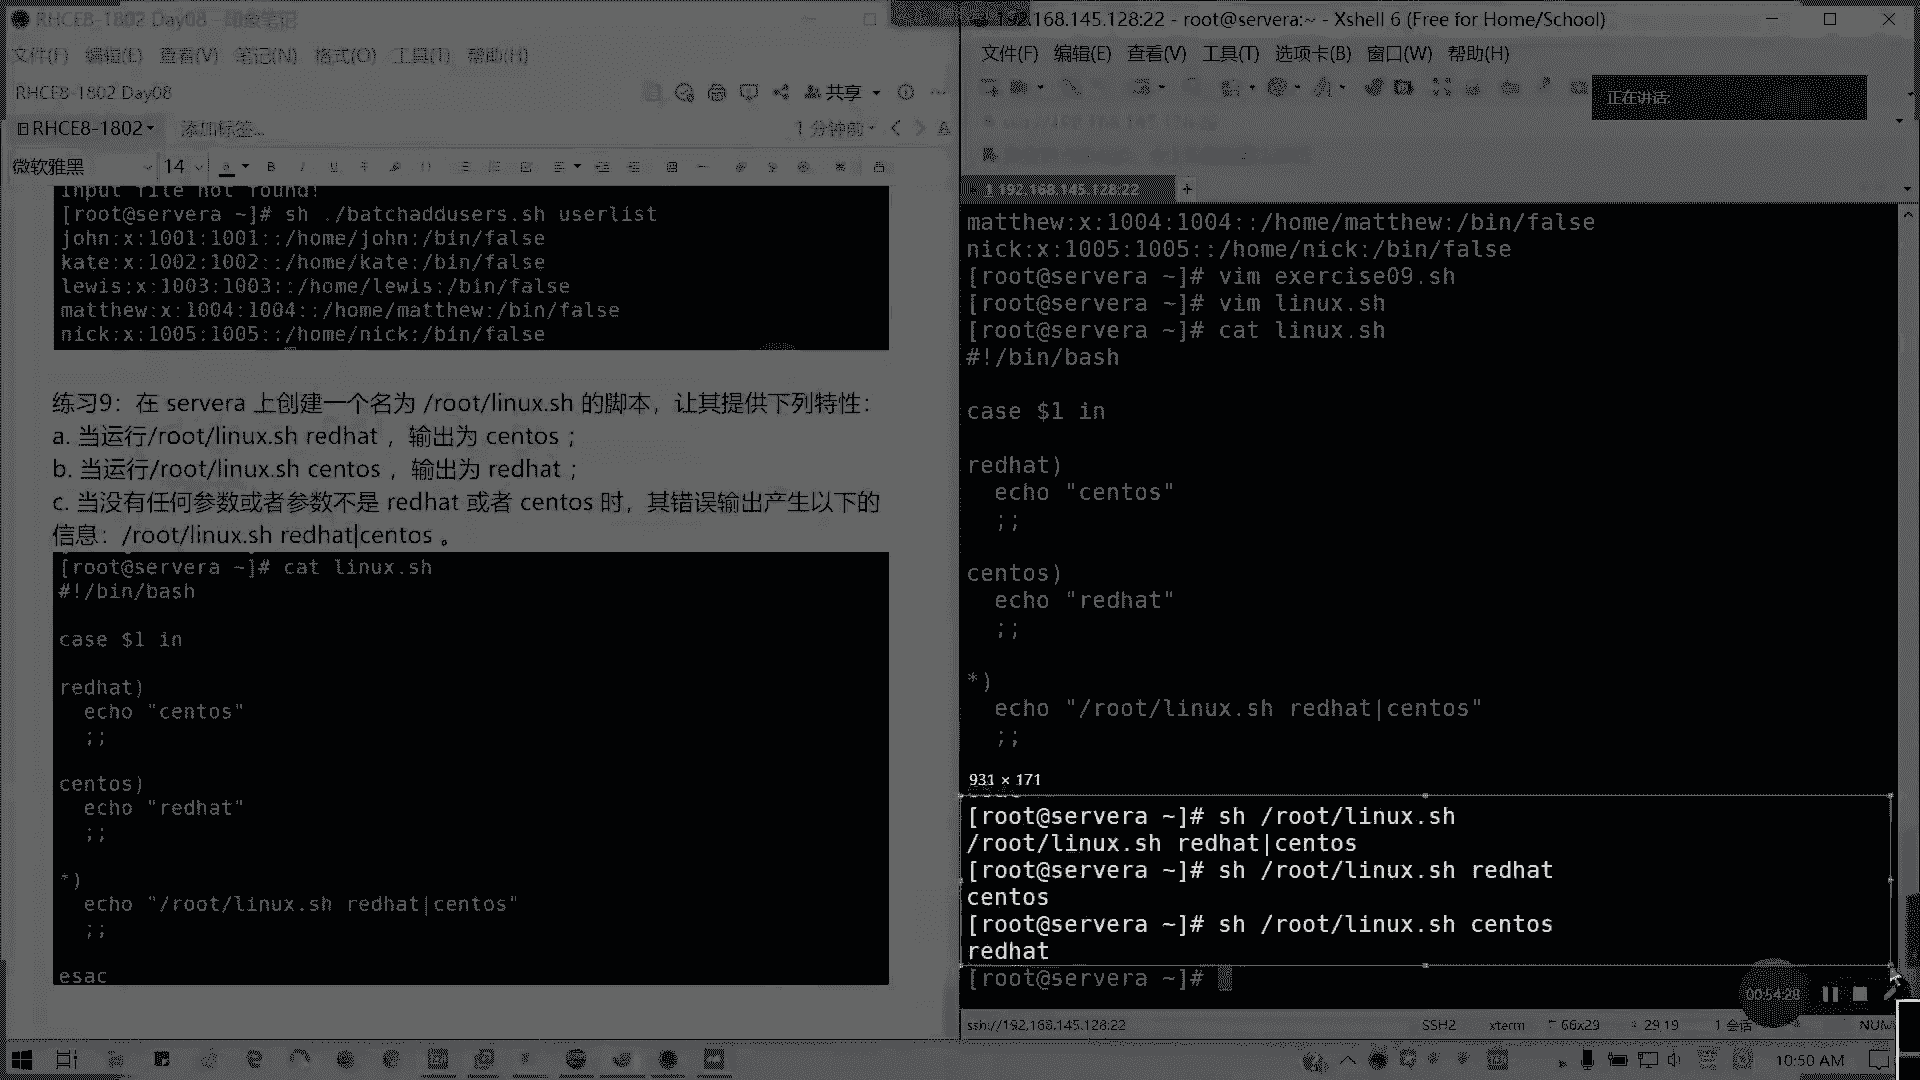 RHCE8-1802 Day08 - 印象笔记
文件(F) 编辑(E) 查看(V) 笔记(N) 格式(O) 工具(T) 帮助(H)
RHCE8-1802 Day08
共享
RHCE8-1802
添加标签...
1 分钟前
微软雅黑 14
Input file not found!
[root@servera ~]# sh ./batchaddusers.sh userlist
john:x:1001:1001::/home/john:/bin/false
kate:x:1002:1002::/home/kate:/bin/false
lewis:x:1003:1003::/home/lewis:/bin/false
matthew:x:1004:1004::/home/matthew:/bin/false
nick:x:1005:1005::/home/nick:/bin/false
练习9：在 servera 上创建一个名为 /root/linux.sh 的脚本，让其提供下列特性：
a. 当运行/root/linux.sh redhat ，输出为 centos ；
b. 当运行/root/linux.sh centos ，输出为 redhat ；
c. 当没有任何参数或者参数不是 redhat 或者 centos 时，其错误输出产生以下的
信息：/root/linux.sh redhat|centos 。
[root@servera ~]# cat linux.sh
#!/bin/bash
case $1 in
redhat)
echo "centos"
;;
centos)
echo "redhat"
;;
*)
echo "/root/linux.sh redhat|centos"
;;
esac
192.168.145.128:22 - root@servera:~ - Xshell 6 (Free for Home/School)
文件(F) 编辑(E) 查看(V) 工具(T) 选项卡(B) 窗口(W) 帮助(H)
正在讲话:
1 192.168.145.128:22
matthew:x:1004:1004::/home/matthew:/bin/false
nick:x:1005:1005::/home/nick:/bin/false
[root@servera ~]# vim exercise09.sh
[root@servera ~]# vim linux.sh
[root@servera ~]# cat linux.sh
#!/bin/bash
case $1 in
redhat)
echo "centos"
;;
centos)
echo "redhat"
;;
*)
echo "/root/linux.sh redhat|centos"
;;
931 × 171
[root@servera ~]# sh /root/linux.sh
/root/linux.sh redhat|centos
[root@servera ~]# sh /root/linux.sh redhat
centos
[root@servera ~]# sh /root/linux.sh centos
redhat
[root@servera ~]#
00:54:28
ssh://192.168.145.128:22 SSH2 xterm 66x29 29,19 1 会话 NUM
10:50 AM